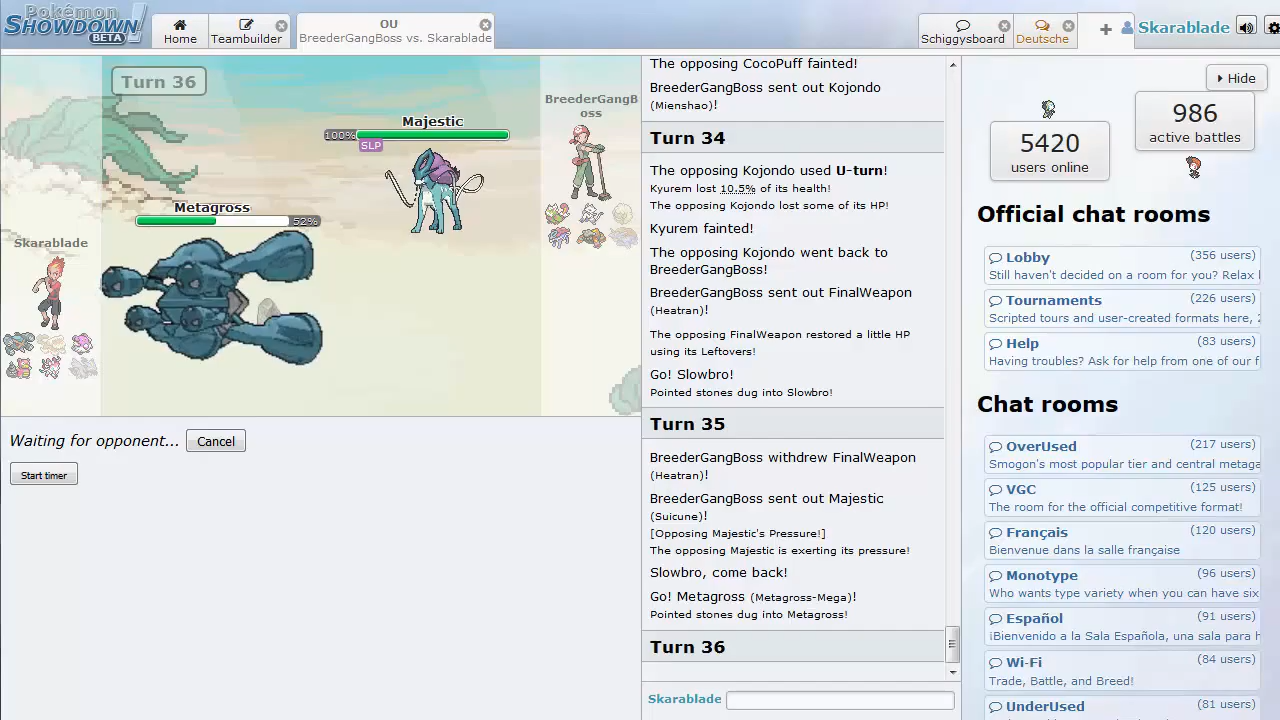 Pokémon
SHOWDOWN!
BETA
Home
Teambuilder
OU
BreederGangBoss vs. Skarablade
Schiggysboard
Deutsche
Skarablade
Turn 36
BreederGangB
oss
Majestic
100%
SLP
Metagross
52%
Skarablade
Waiting for opponent...
Cancel
Start timer
The opposing CocoPuff fainted!
BreederGangBoss sent out Kojondo
(Mienshao)!
Turn 34
The opposing Kojondo used U-turn!
Kyurem lost 10.5% of its health!
The opposing Kojondo lost some of its HP!
Kyurem fainted!
The opposing Kojondo went back to
BreederGangBoss!
BreederGangBoss sent out FinalWeapon
(Heatran)!
The opposing FinalWeapon restored a little HP
using its Leftovers!
Go! Slowbro!
Pointed stones dug into Slowbro!
Turn 35
BreederGangBoss withdrew FinalWeapon
(Heatran)!
BreederGangBoss sent out Majestic
(Suicune)!
[Opposing Majestic's Pressure!]
The opposing Majestic is exerting its pressure!
Slowbro, come back!
Go! Metagross (Metagross-Mega)!
Pointed stones dug into Metagross!
Turn 36
Skarablade
Hide
5420
users online
986
active battles
Official chat rooms
Lobby (356 users)
Still haven't decided on a room for you? Relax
Tournaments (226 users)
Scripted tours and user-created formats here,
Help (83 users)
Having troubles? Ask for help from one of our f
Chat rooms
OverUsed (217 users)
Smogon's most popular tier and central metaga
VGC (125 users)
The room for the official competitive format!
Français (120 users)
Bienvenue dans la salle française
Monotype (96 users)
Who wants type variety when you can have six
Español (91 users)
¡Bienvenido a la Sala Española, una sala para h
Wi-Fi (84 users)
Trade, Battle, and Breed!
UnderUsed (81 users)